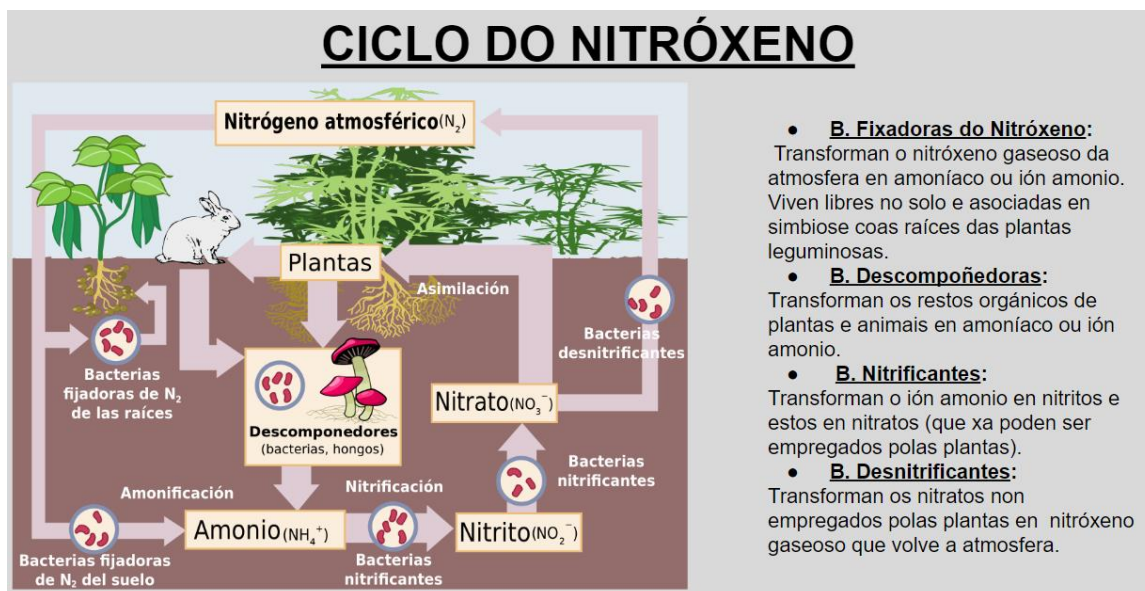 CICLO DO NITRÓXENO
Nitrógeno atmosférico(N₂)
Plantas
Asimilación
Bacterias
desnitrificantes
Bacterias
fijadoras de N₂
de las raíces
Descomponedores
(bacterias, hongos)
Nitrato(NO₃⁻)
Bacterias
nitrificantes
Amonificación
Nitrificación
Amonio(NH₄⁺)
Nitrito(NO₂⁻)
Bacterias fijadoras
de N₂ del suelo
Bacterias
nitrificantes
● B. Fixadoras do Nitróxeno:
Transforman o nitróxeno gaseoso da
atmosfera en amoníaco ou ión amonio.
Viven libres no solo e asociadas en
simbiose coas raíces das plantas
leguminosas.
● B. Descompoñedoras:
Transforman os restos orgánicos de
plantas e animais en amoníaco ou ión
amonio.
● B. Nitrificantes:
Transforman o ión amonio en nitritos e
estos en nitratos (que xa poden ser
empregados polas plantas).
● B. Desnitrificantes:
Transforman os nitratos non
empregados polas plantas en nitróxeno
gaseoso que volve a atmosfera.